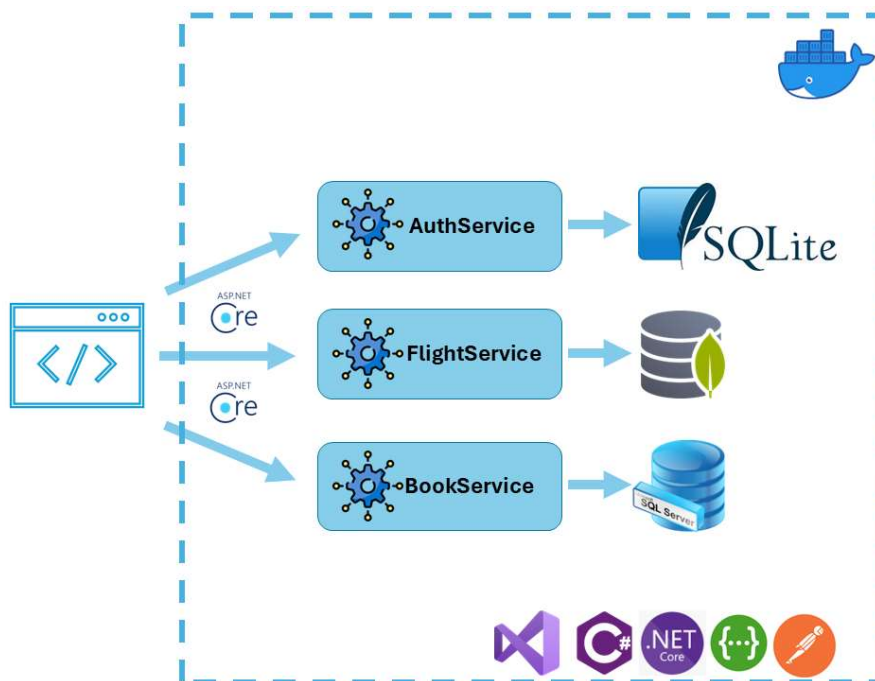 AuthService
SQLite
ASP.NET
Core
</>
FlightService
ASP.NET
Core
BookService
SQL Server
C#
.NET
Core
{...}